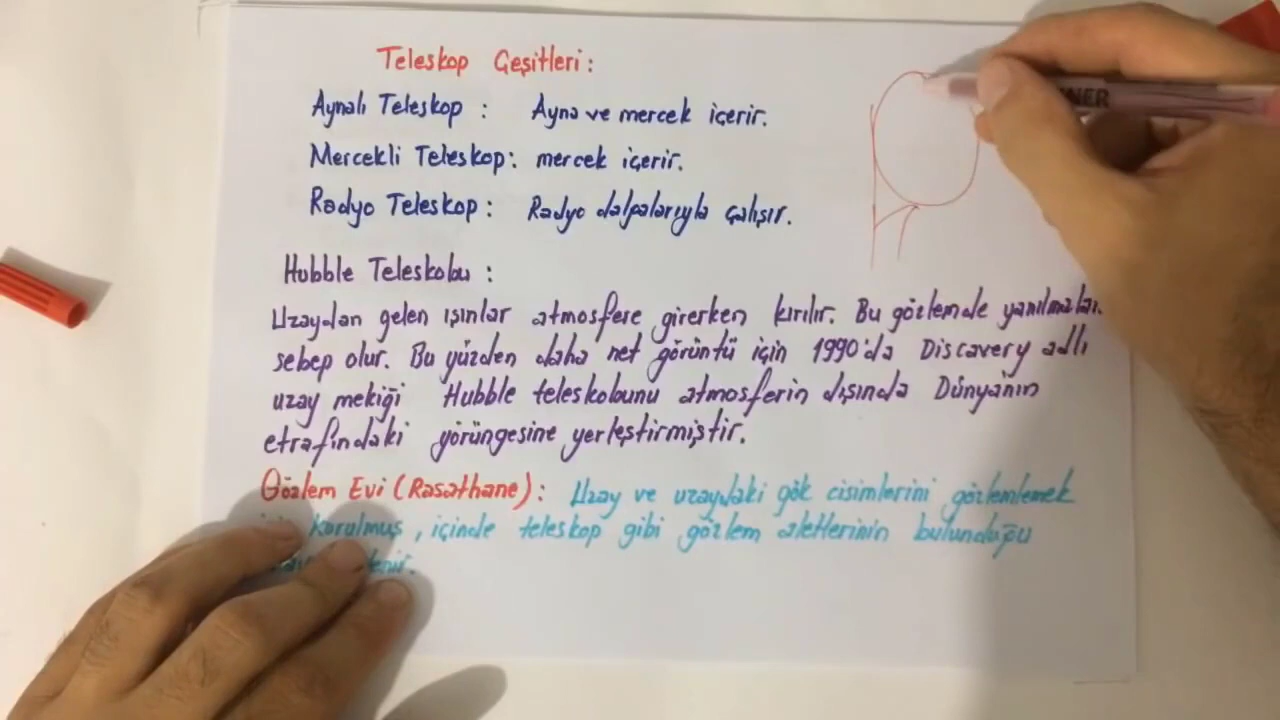 Teleskop Çeşitleri:
Aynalı Teleskop : Ayna ve mercek içerir.
Mercekli Teleskop: mercek içerir.
Radyo Teleskop: Radyo dalgalarıyla çalışır.
Hubble Teleskobu :
Uzaydan gelen ışınlar atmosfere girerken kırılır. Bu gözlemde
sebep olur. Bu yüzden daha net görüntü için 1990'da Discavery adlı
uzay mekiği Hubble teleskobunu atmosferin dışında Dünyanın
etrafındaki yörüngesine yerleştirmiştir.
Gözlem Evi (Rasathane): Uzay ve uzaydaki gök cisimlerini gözlemlemek
kurulmuş, içinde teleskop gibi gözlem aletlerinin bulunduğu